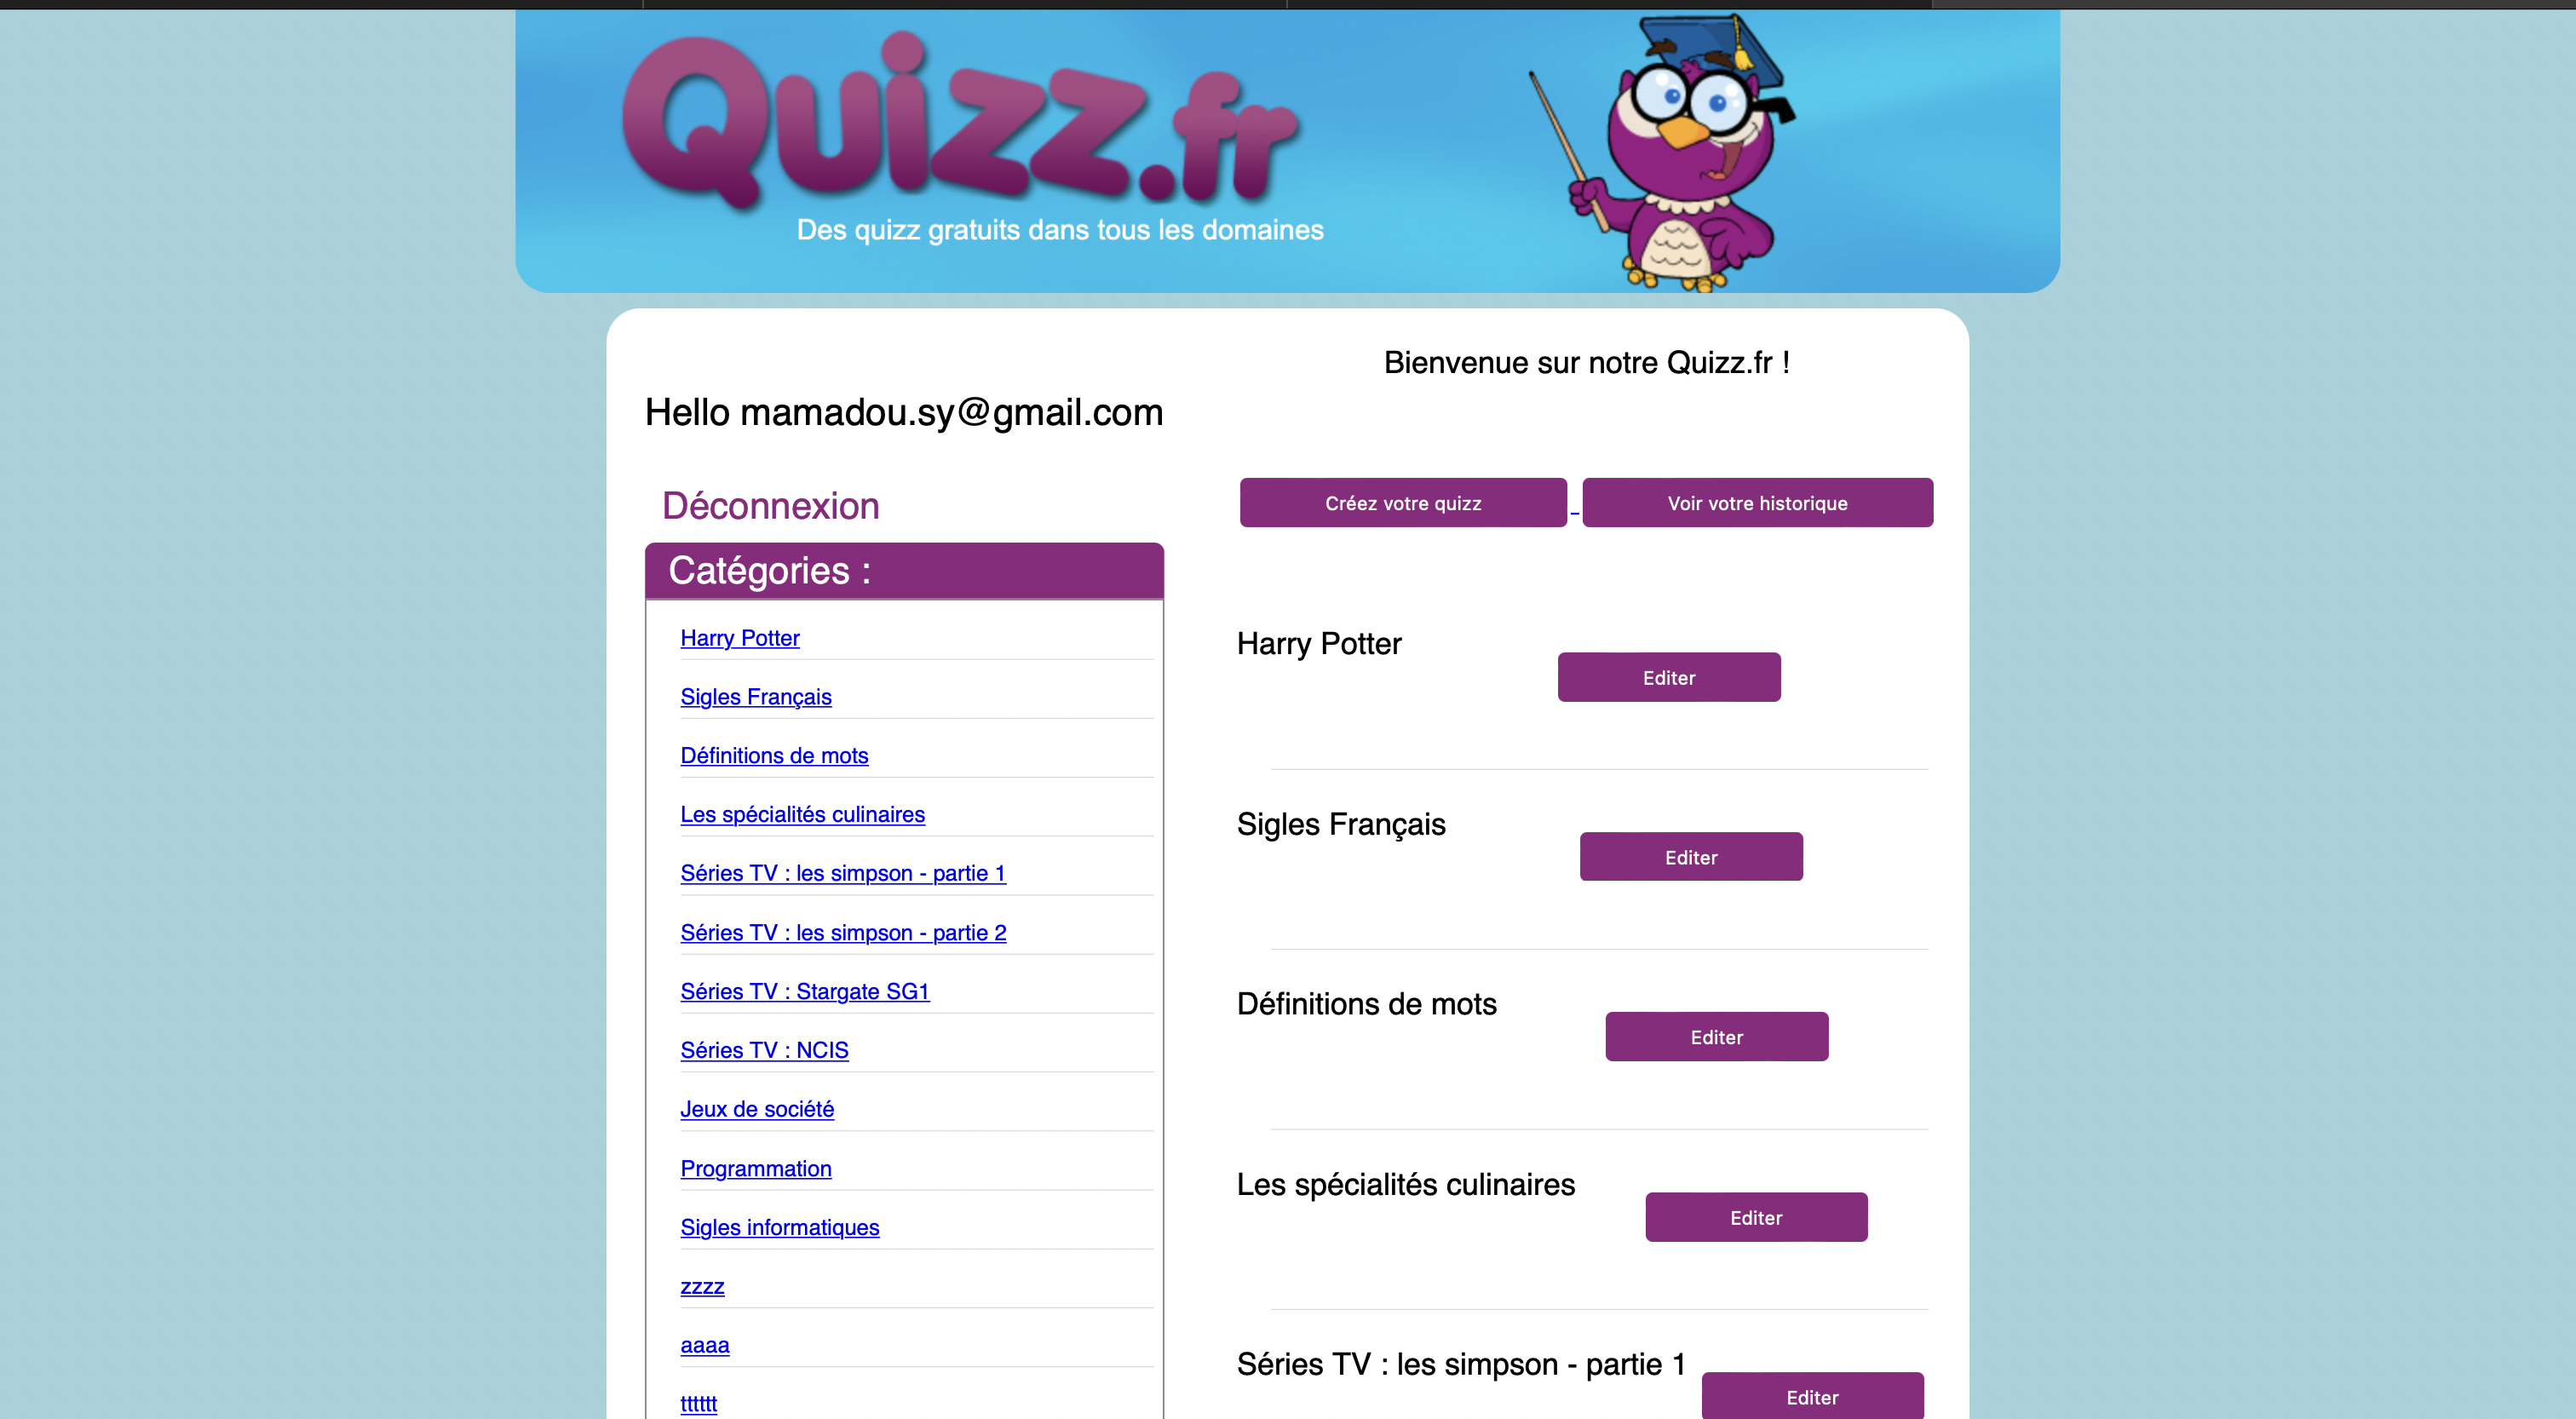 Quizz.fr
Des quizz gratuits dans tous les domaines
Bienvenue sur notre Quizz.fr !
Hello mamadou.sy@gmail.com
Déconnexion
Créez votre quizz
Voir votre historique
Catégories :
Harry Potter
Sigles Français
Définitions de mots
Les spécialités culinaires
Séries TV : les simpson - partie 1
Séries TV : les simpson - partie 2
Séries TV : Stargate SG1
Séries TV : NCIS
Jeux de société
Programmation
Sigles informatiques
zzzz
aaaa
tttttt
Harry Potter
Editer
Sigles Français
Editer
Définitions de mots
Editer
Les spécialités culinaires
Editer
Séries TV : les simpson - partie 1
Editer